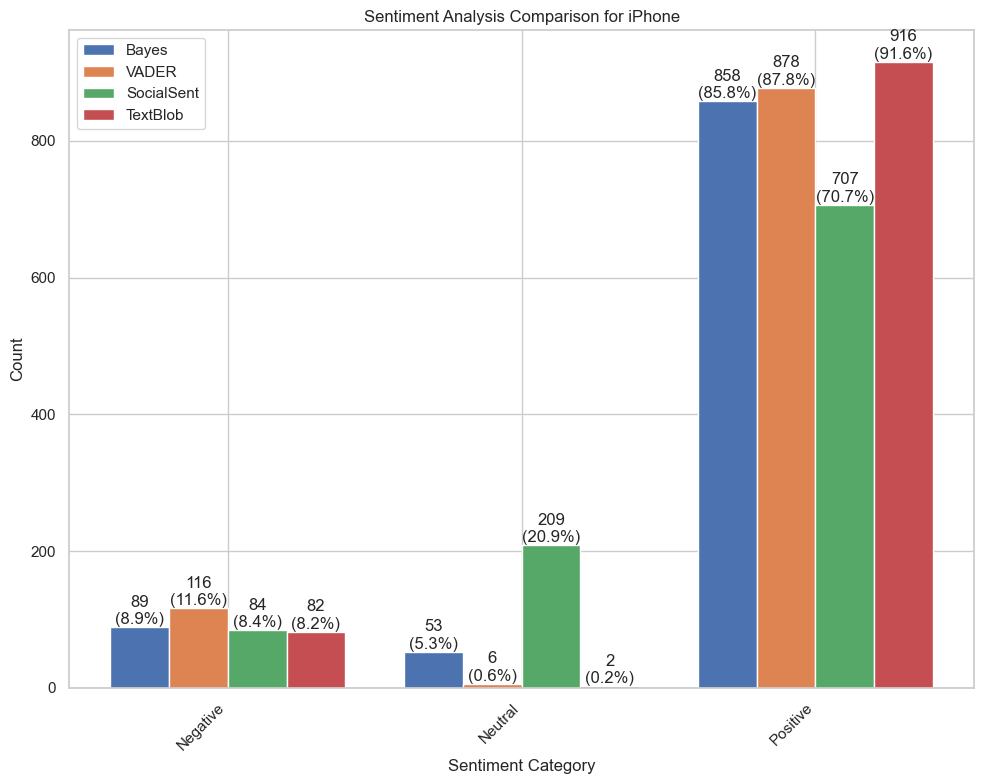 Sentiment Analysis Comparison for iPhone
Bayes
VADER
SocialSent
TextBlob
Count
800
600
400
200
0
89
(8.9%)
116
(11.6%)
84
(8.4%)
82
(8.2%)
53
(5.3%)
6
(0.6%)
209
(20.9%)
2
(0.2%)
858
(85.8%)
878
(87.8%)
707
(70.7%)
916
(91.6%)
Negative
Neutral
Positive
Sentiment Category